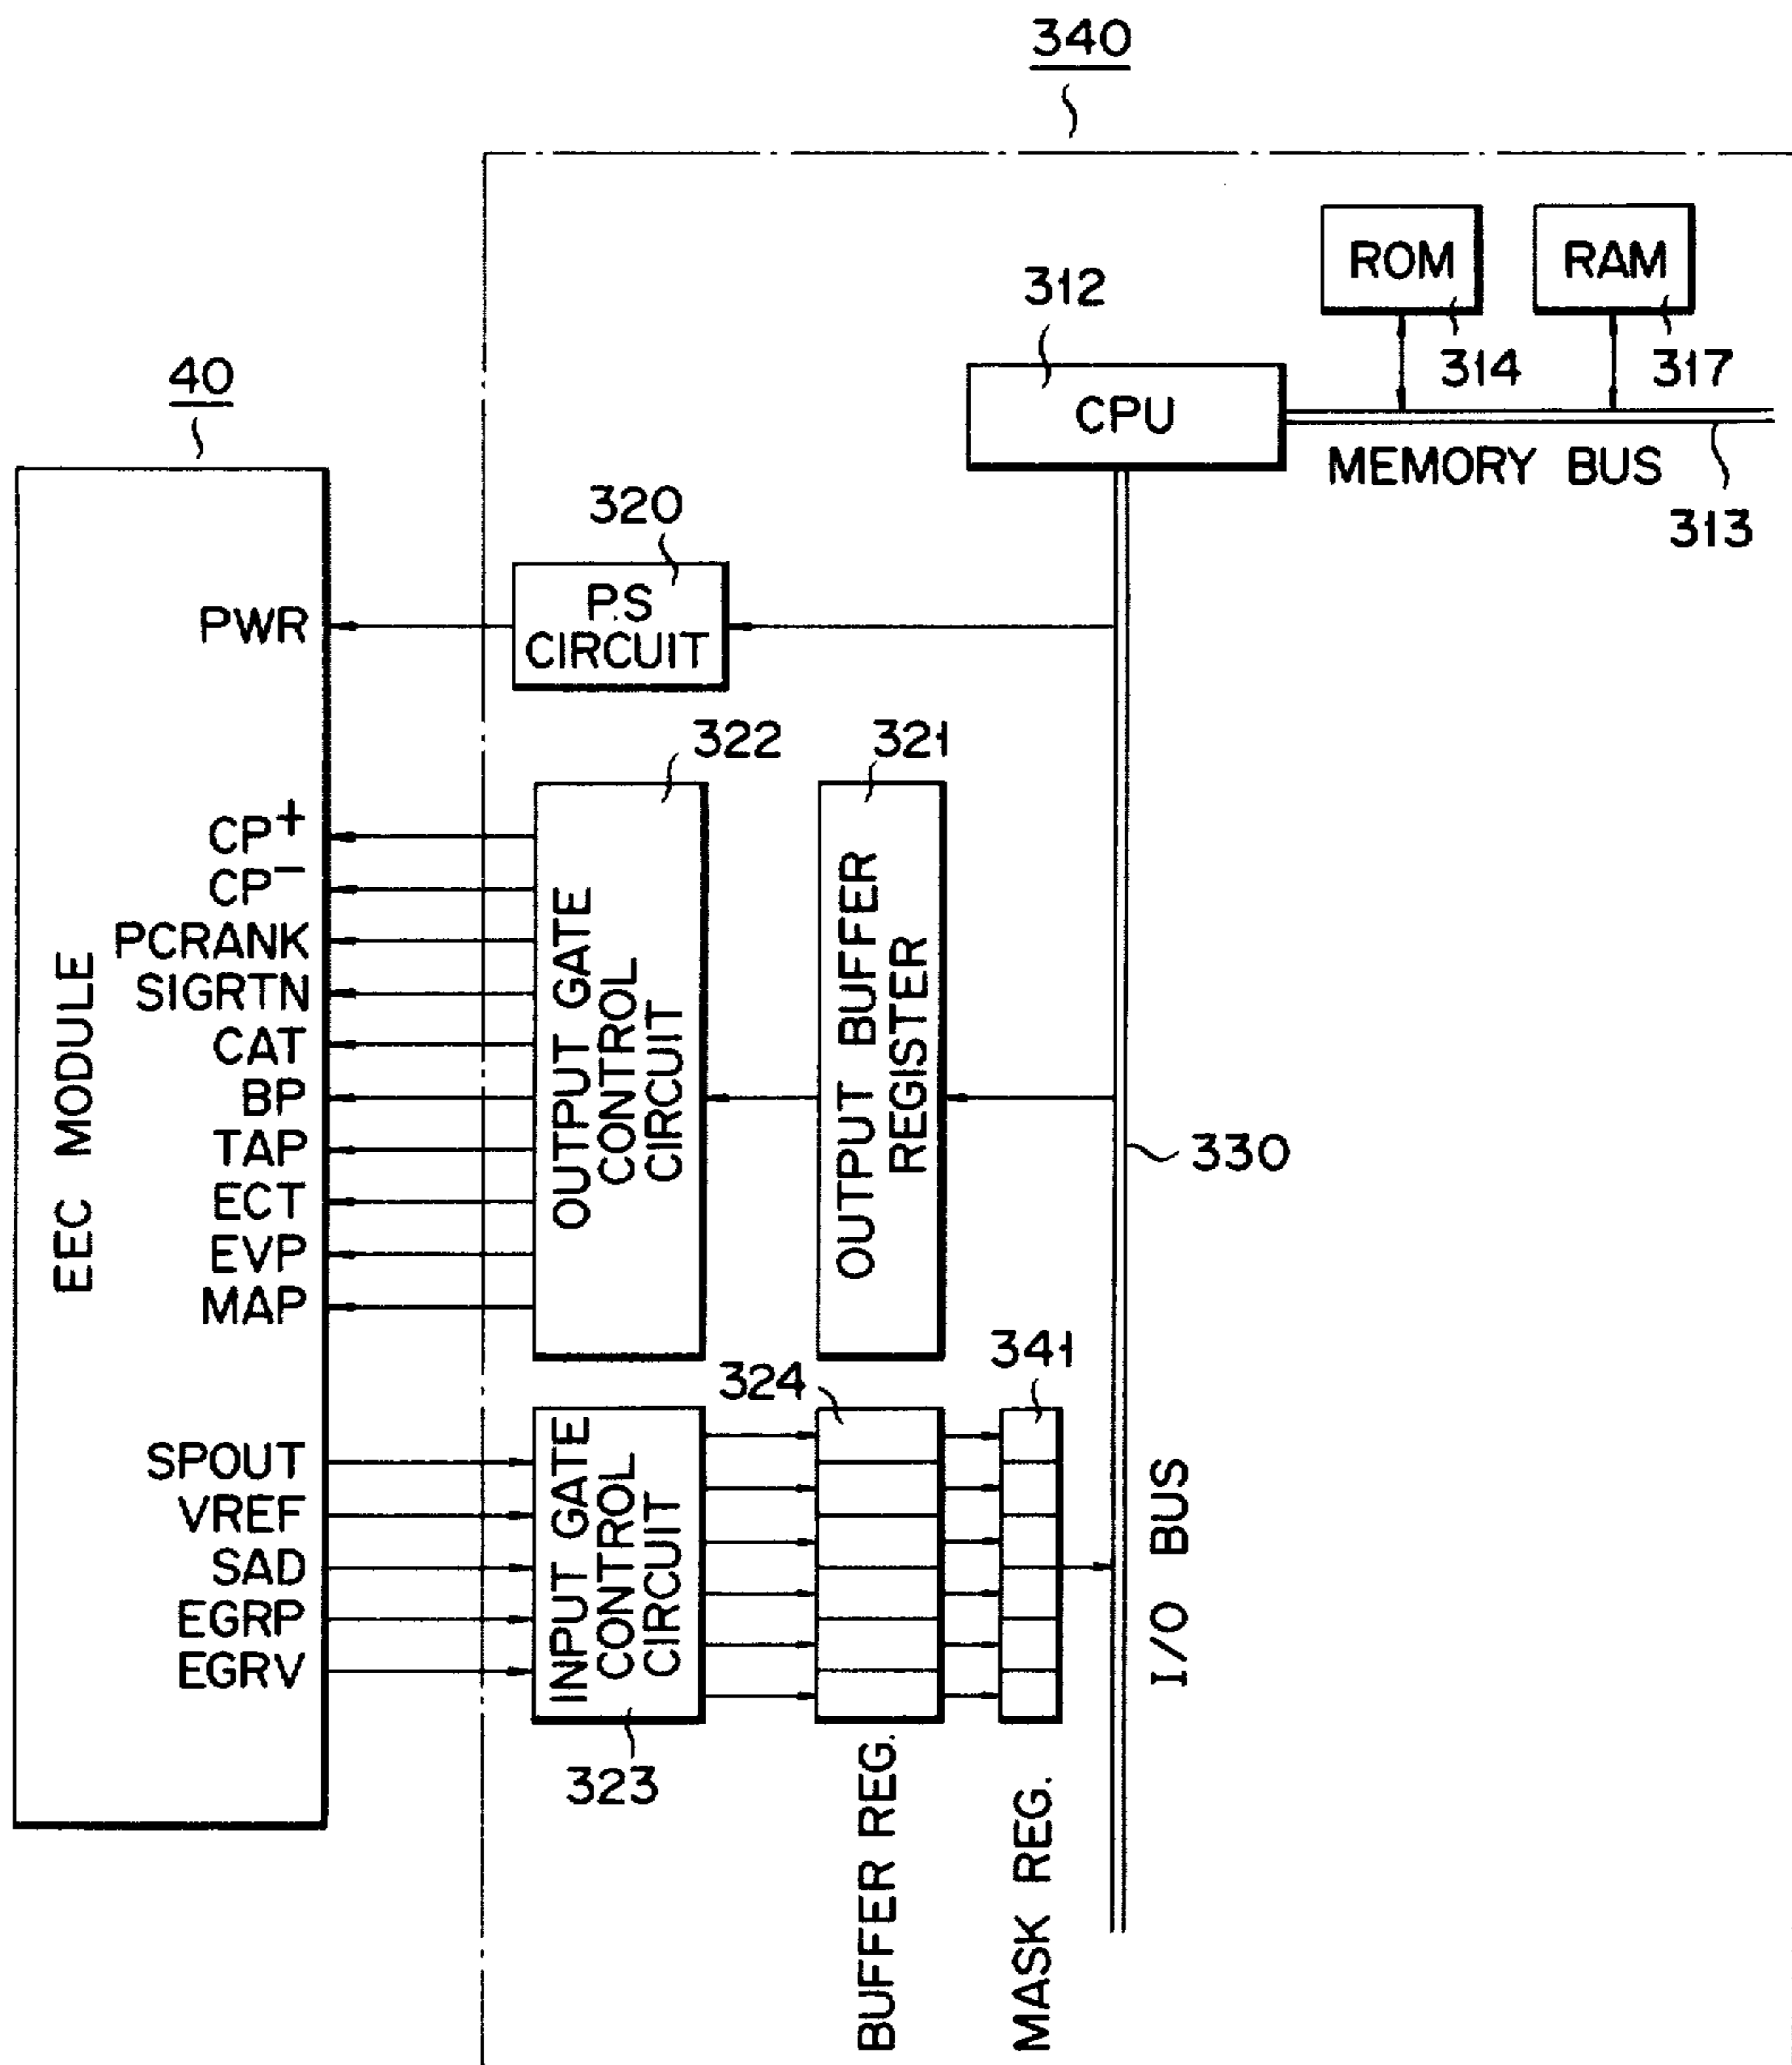 340
ROM
RAM
312
314
317
CPU
MEMORY BUS
313
40
320
P.S
CIRCUIT
PWR
322
321
CP+
CP−
PCRANK
SIGRTN
CAT
BP
TAP
ECT
EVP
MAP
EEC MODULE
OUTPUT GATE
CONTROL
CIRCUIT
OUTPUT BUFFER
REGISTER
330
324
341
SPOUT
VREF
SAD
EGRP
EGRV
INPUT GATE
CONTROL
CIRCUIT
323
BUFFER REG.
MASK REG.
I/O BUS